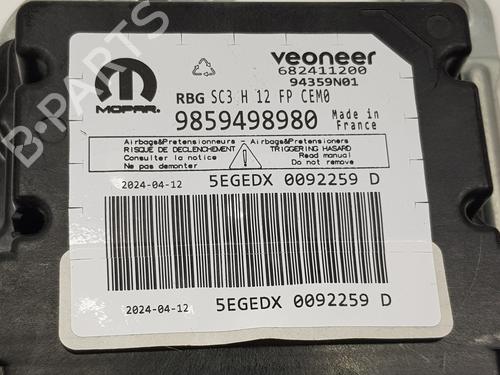 veoneer
682411200
94359N01
MOPAR.
RBG SC3 H 12 FP CEM0
9859498980
Made in
France
Airbags&Pretensionneurs - Airbags&Pretensioners
RISQUE DE DECLENCHEMENT
TRIGGERING HAZARD
Consulter la notice
Read manual
Ne pas demonter
Do not dismantle
2024-04-12
5EGEDX 0092259 D
2024-04-12
5EGEDX 0092259 D
B-PARTS